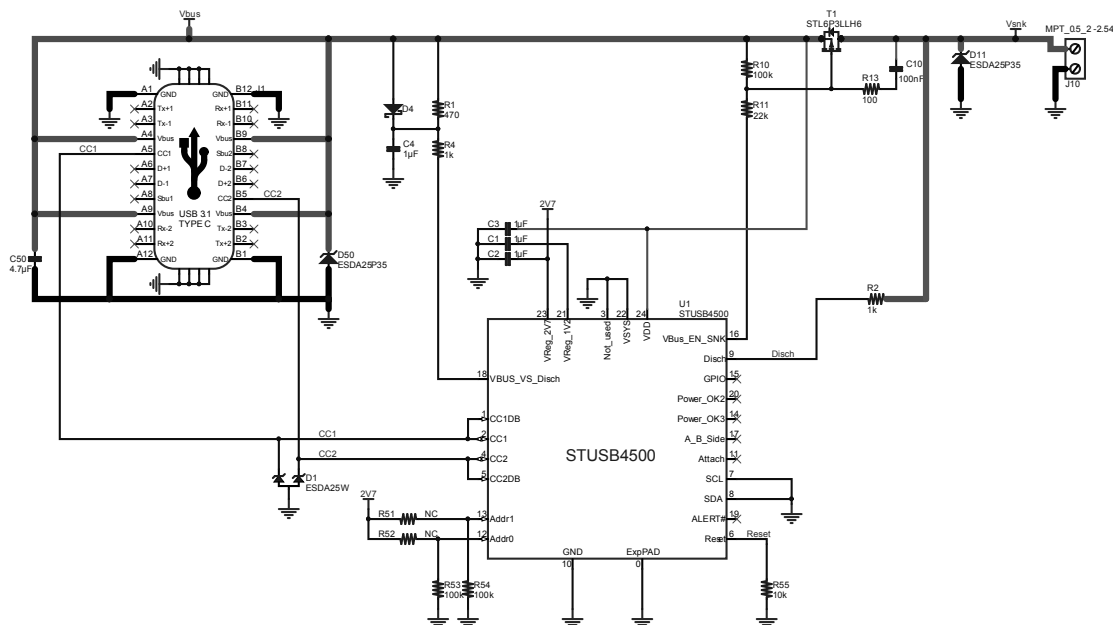 Vbus
T1
STL6P3LLH6
Vsnk
MPT_0.5_2-2.54
J10
D11
ESDA25P35
C10
100nF
R13
100
R10
100k
R11
22k
D4
R1
470
C4
1µF
R4
1k
J1
A1 GND GND B12
A2 Tx+1 Rx+1 B11
A3 Tx-1 Rx-1 B10
A4 Vbus Vbus B9
CC1 A5 CC1 Sbu2 B8
A6 D+1 D-2 B7
A7 D-1 D+2 B6
A8 Sbu1 CC2 B5 CC2
A9 Vbus Vbus B4
A10 Rx-2 Tx-2 B3
A11 Rx+2 Tx+2 B2
A12 GND GND B1
USB 3.1
TYPE C
C50
4.7µF
D50
ESDA25P35
2V7
C3 1µF
C1 1µF
C2 1µF
R2
1k
U1
STUSB4500
23 21 3 22 24
VReg_2V7
VReg_1V2
Not_used
VSYS
VDD
VBus_EN_SNK 16
Disch 9 Disch
GPIO 15
Power_OK2 20
Power_OK3 14
A_B_Side 17
Attach 11
SCL 7
SDA 8
ALERT# 19
Reset 6 Reset
18 VBUS_VS_Disch
1 CC1DB
CC1 2 CC1
CC2 4 CC2
5 CC2DB
STUSB4500
D1
ESDA25W
2V7
R51 NC 13 Addr1
R52 NC 12 Addr0
GND
10
ExpPAD
0
R53
100k
R54
100k
R55
10k